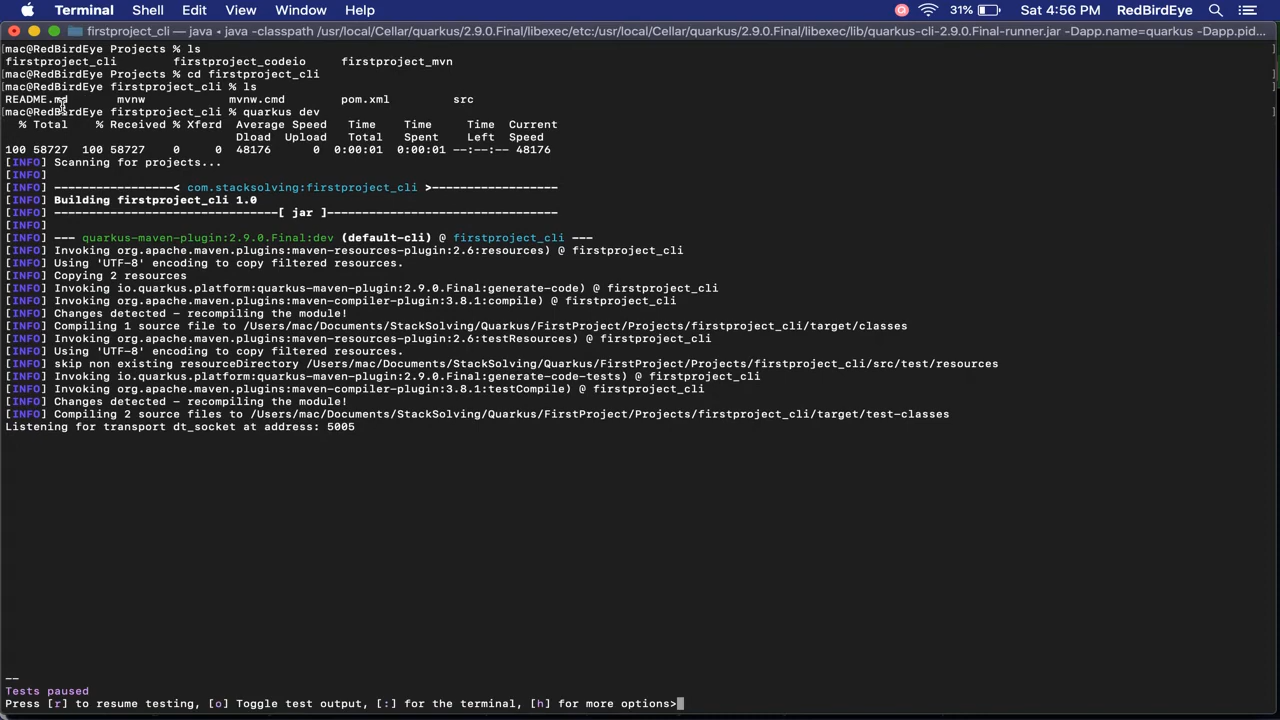 Terminal Shell Edit View Window Help 31% Sat 4:56 PM RedBirdEye
firstproject_cli — java ◂ java -classpath /usr/local/Cellar/quarkus/2.9.0.Final/libexec/etc:/usr/local/Cellar/quarkus/2.9.0.Final/libexec/lib/quarkus-cli-2.9.0.Final-runner.jar -Dapp.name=quarkus -Dapp.pid...
[mac@RedBirdEye Projects % ls
firstproject_cli firstproject_codeio firstproject_mvn
[mac@RedBirdEye Projects % cd firstproject_cli
[mac@RedBirdEye firstproject_cli % ls
README.md mvnw mvnw.cmd pom.xml src
[mac@RedBirdEye firstproject_cli % quarkus dev
% Total % Received % Xferd Average Speed Time Time Time Current
Dload Upload Total Spent Left Speed
100 58727 100 58727 0 0 48176 0 0:00:01 0:00:01 --:--:-- 48176
[INFO] Scanning for projects...
[INFO]
[INFO] -----------------< com.stacksolving:firstproject_cli >------------------
[INFO] Building firstproject_cli 1.0
[INFO] --------------------------------[ jar ]---------------------------------
[INFO]
[INFO] --- quarkus-maven-plugin:2.9.0.Final:dev (default-cli) @ firstproject_cli ---
[INFO] Invoking org.apache.maven.plugins:maven-resources-plugin:2.6:resources) @ firstproject_cli
[INFO] Using 'UTF-8' encoding to copy filtered resources.
[INFO] Copying 2 resources
[INFO] Invoking io.quarkus.platform:quarkus-maven-plugin:2.9.0.Final:generate-code) @ firstproject_cli
[INFO] Invoking org.apache.maven.plugins:maven-compiler-plugin:3.8.1:compile) @ firstproject_cli
[INFO] Changes detected - recompiling the module!
[INFO] Compiling 1 source file to /Users/mac/Documents/StackSolving/Quarkus/FirstProject/Projects/firstproject_cli/target/classes
[INFO] Invoking org.apache.maven.plugins:maven-resources-plugin:2.6:testResources) @ firstproject_cli
[INFO] Using 'UTF-8' encoding to copy filtered resources.
[INFO] skip non existing resourceDirectory /Users/mac/Documents/StackSolving/Quarkus/FirstProject/Projects/firstproject_cli/src/test/resources
[INFO] Invoking io.quarkus.platform:quarkus-maven-plugin:2.9.0.Final:generate-code-tests) @ firstproject_cli
[INFO] Invoking org.apache.maven.plugins:maven-compiler-plugin:3.8.1:testCompile) @ firstproject_cli
[INFO] Changes detected - recompiling the module!
[INFO] Compiling 2 source files to /Users/mac/Documents/StackSolving/Quarkus/FirstProject/Projects/firstproject_cli/target/test-classes
Listening for transport dt_socket at address: 5005
--
Tests paused
Press [r] to resume testing, [o] Toggle test output, [:] for the terminal, [h] for more options>